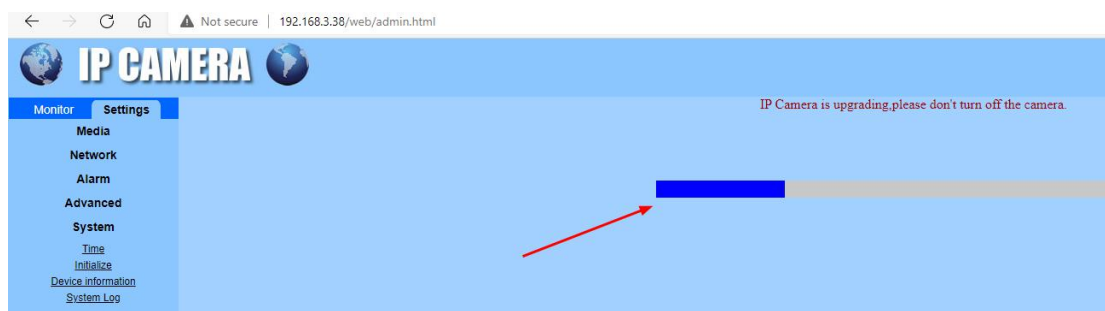 Not secure | 192.168.3.38/web/admin.html
IP CAMERA
Monitor Settings
IP Camera is upgrading,please don't turn off the camera.
Media
Network
Alarm
Advanced
System
Time
Initialize
Device information
System Log